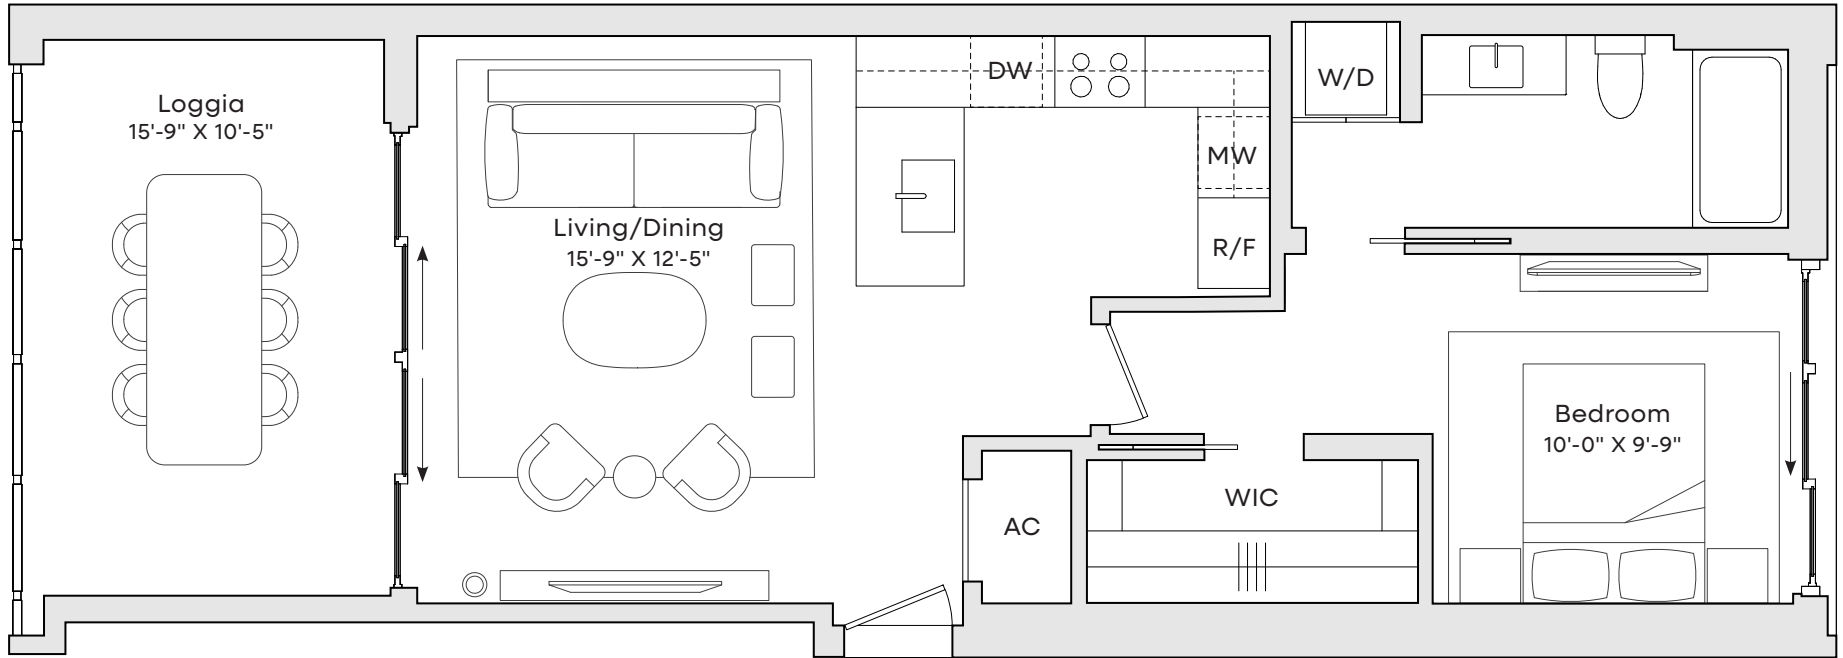 Loggia
15'-9" X 10'-5"
Living/Dining
15'-9" X 12'-5"
DW
MW
R/F
W/D
AC
WIC
Bedroom
10'-0" X 9'-9"